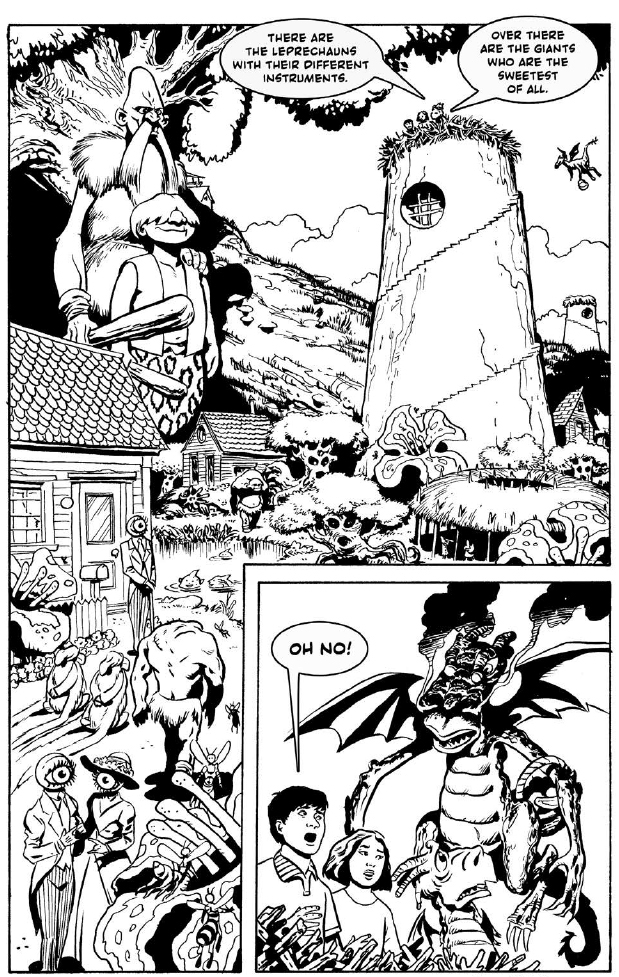 THERE ARE
THE LEPRECHAUNS
WITH THEIR DIFFERENT
INSTRUMENTS.
OVER THERE
ARE THE GIANTS
WHO ARE THE
SWEETEST
OF ALL.
OH NO!